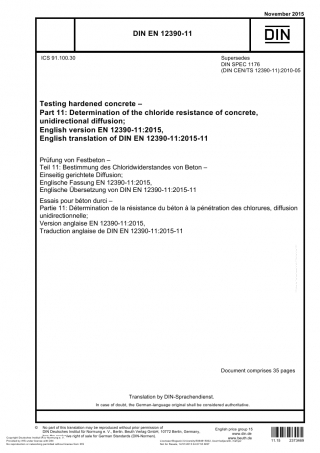 November 2015
DIN EN 12390-11
DIN
ICS 91.100.30
Supersedes
DIN SPEC 1176
(DIN CEN/TS 12390-11):2010-05
Testing hardened concrete –
Part 11: Determination of the chloride resistance of concrete,
unidirectional diffusion;
English version EN 12390-11:2015,
English translation of DIN EN 12390-11:2015-11
Prüfung von Festbeton –
Teil 11: Bestimmung des Chloridwiderstandes von Beton –
Einseitig gerichtete Diffusion;
Englische Fassung EN 12390-11:2015,
Englische Übersetzung von DIN EN 12390-11:2015-11
Essais pour béton durci –
Partie 11: Détermination de la résistance du béton à la pénétration des chlorures, diffusion
unidirectionnelle;
Version anglaise EN 12390-11:2015,
Traduction anglaise de DIN EN 12390-11:2015-11
Document comprises 35 pages
Translation by DIN-Sprachendienst.
In case of doubt, the German-language original shall be considered authoritative.
© No part of this translation may be reproduced without prior permission of
DIN Deutsches Institut für Normung e. V., Berlin. Beuth Verlag GmbH, 10772 Berlin, Germany,
right of sale for German Standards (DIN-Normen).
English price group 15
www.din.de
www.beuth.de
11.15